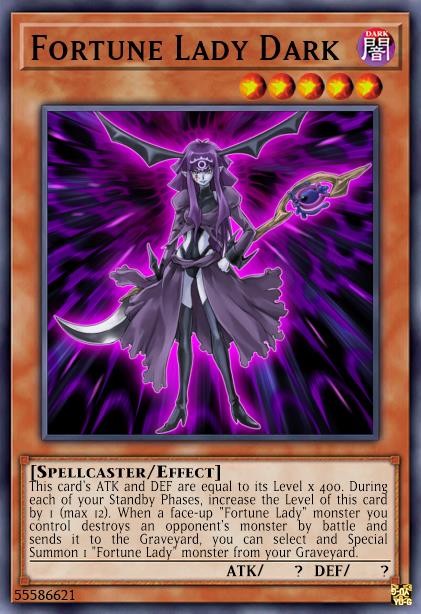 Fortune Lady Dark
DARK
闇
[Spellcaster/Effect]
This card's ATK and DEF are equal to its Level x 400. During
each of your Standby Phases, increase the Level of this card
by 1 (max 12). When a face-up "Fortune Lady" monster you
control destroys an opponent's monster by battle and
sends it to the Graveyard, you can select and Special
Summon 1 "Fortune Lady" monster from your Graveyard.
ATK/ ? DEF/ ?
55586621